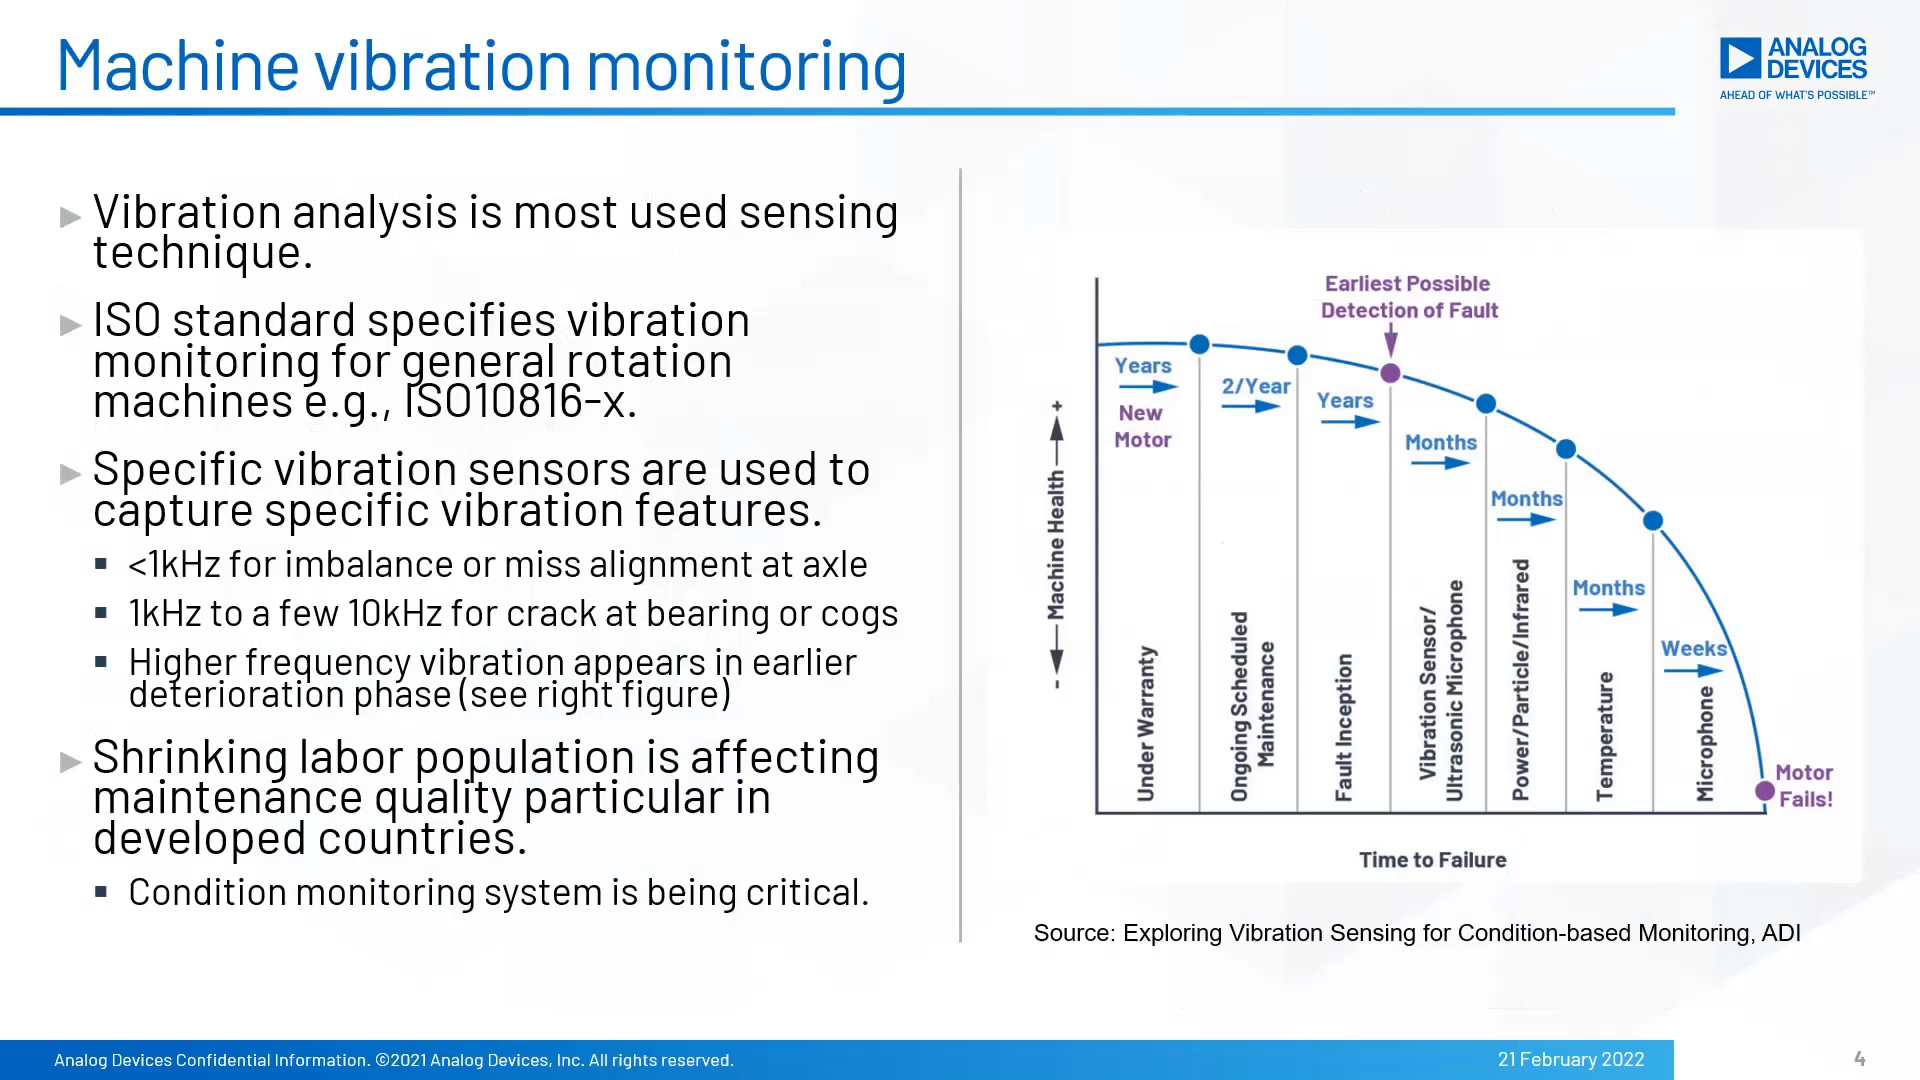 Machine vibration monitoring
ANALOG
DEVICES
AHEAD OF WHAT'S POSSIBLE™
Vibration analysis is most used sensing
technique.
ISO standard specifies vibration
monitoring for general rotation
machines e.g., ISO10816-x.
Specific vibration sensors are used to
capture specific vibration features.
<1kHz for imbalance or miss alignment at axle
1kHz to a few 10kHz for crack at bearing or cogs
Higher frequency vibration appears in earlier
deterioration phase (see right figure)
Shrinking labor population is affecting
maintenance quality particular in
developed countries.
Condition monitoring system is being critical.
Earliest Possible
Detection of Fault
Years
New
Motor
2/Year
Years
Months
Months
Months
Weeks
- Machine Health +
Under Warranty
Ongoing Scheduled
Maintenance
Fault Inception
Vibration Sensor/
Ultrasonic Microphone
Power/Particle/Infrared
Temperature
Microphone
Motor
Fails!
Time to Failure
Source: Exploring Vibration Sensing for Condition-based Monitoring, ADI
Analog Devices Confidential Information. ©2021 Analog Devices, Inc. All rights reserved.
21 February 2022
4